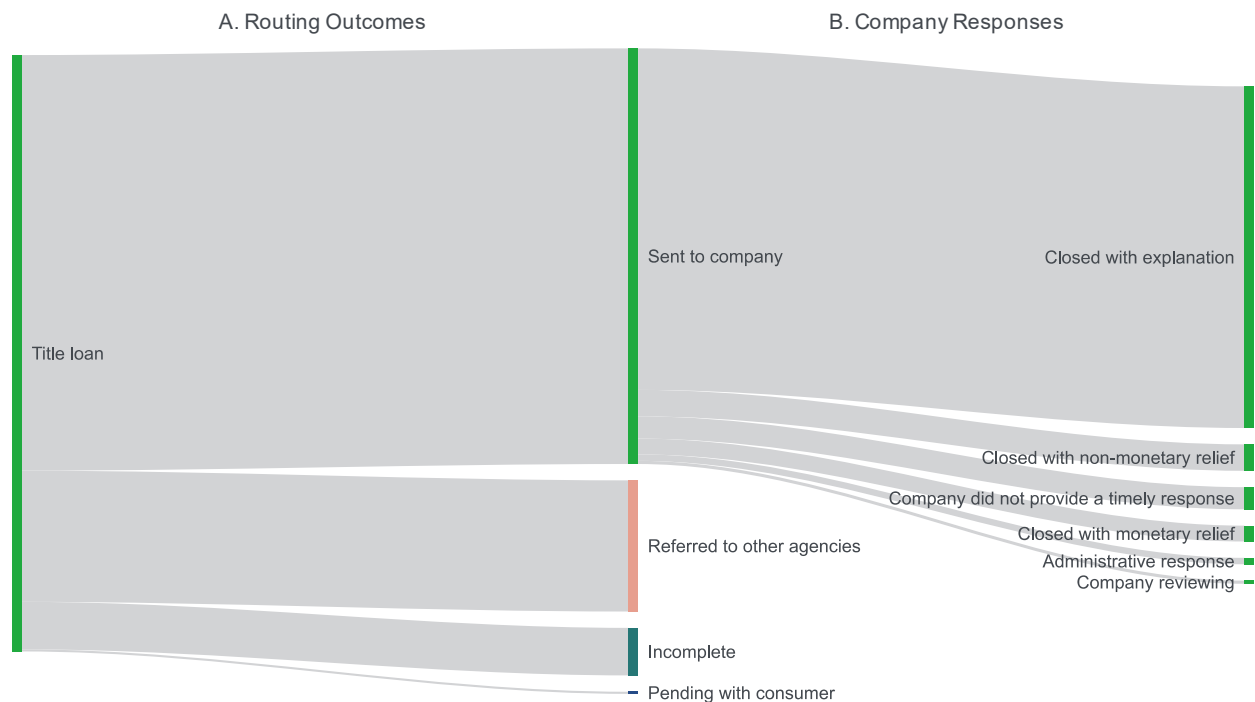 A. Routing Outcomes
B. Company Responses
Title loan
Sent to company
Referred to other agencies
Incomplete
Pending with consumer
Closed with explanation
Closed with non-monetary relief
Company did not provide a timely response
Closed with monetary relief
Administrative response
Company reviewing